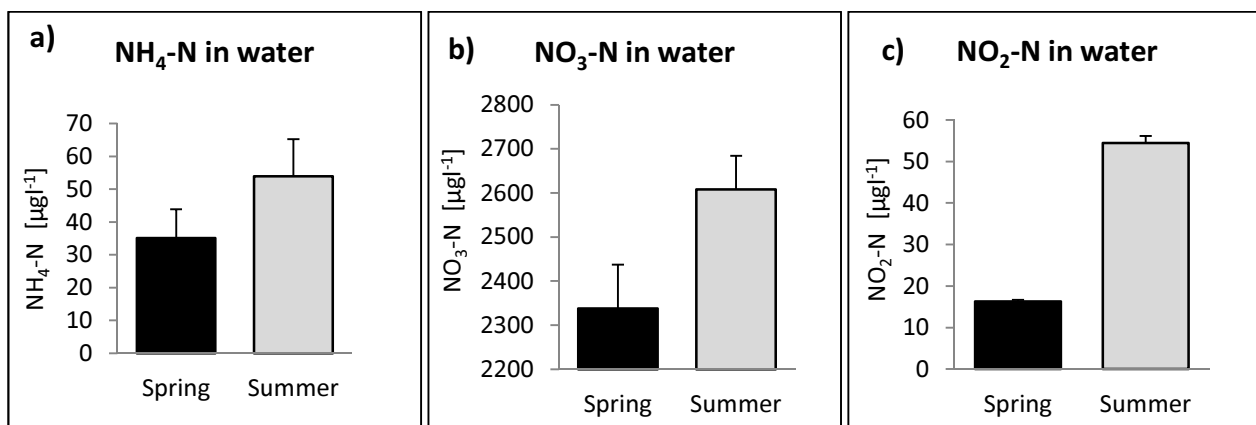 a)
NH₄-N in water
NH₄-N [µgl⁻¹]
70
60
50
40
30
20
10
0
Spring Summer
b)
NO₃-N in water
NO₃-N [µgl⁻¹]
2800
2700
2600
2500
2400
2300
2200
Spring Summer
c)
NO₂-N in water
NO₂-N [µgl⁻¹]
60
50
40
30
20
10
0
Spring Summer